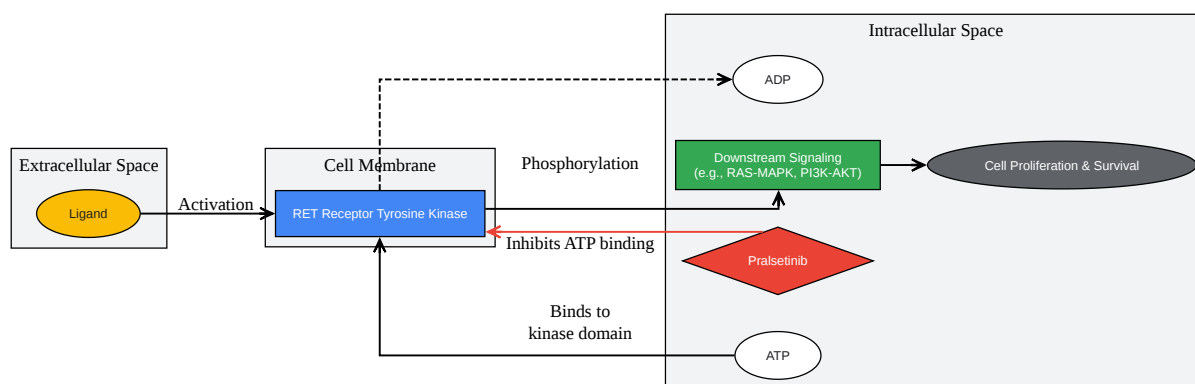 Intracellular Space
ADP
Extracellular Space
Cell Membrane
Phosphorylation
Downstream Signaling
(e.g., RAS-MAPK, PI3K-AKT)
Cell Proliferation & Survival
Ligand
Activation
RET Receptor Tyrosine Kinase
Inhibits ATP binding
Pralsetinib
Binds to
kinase domain
ATP